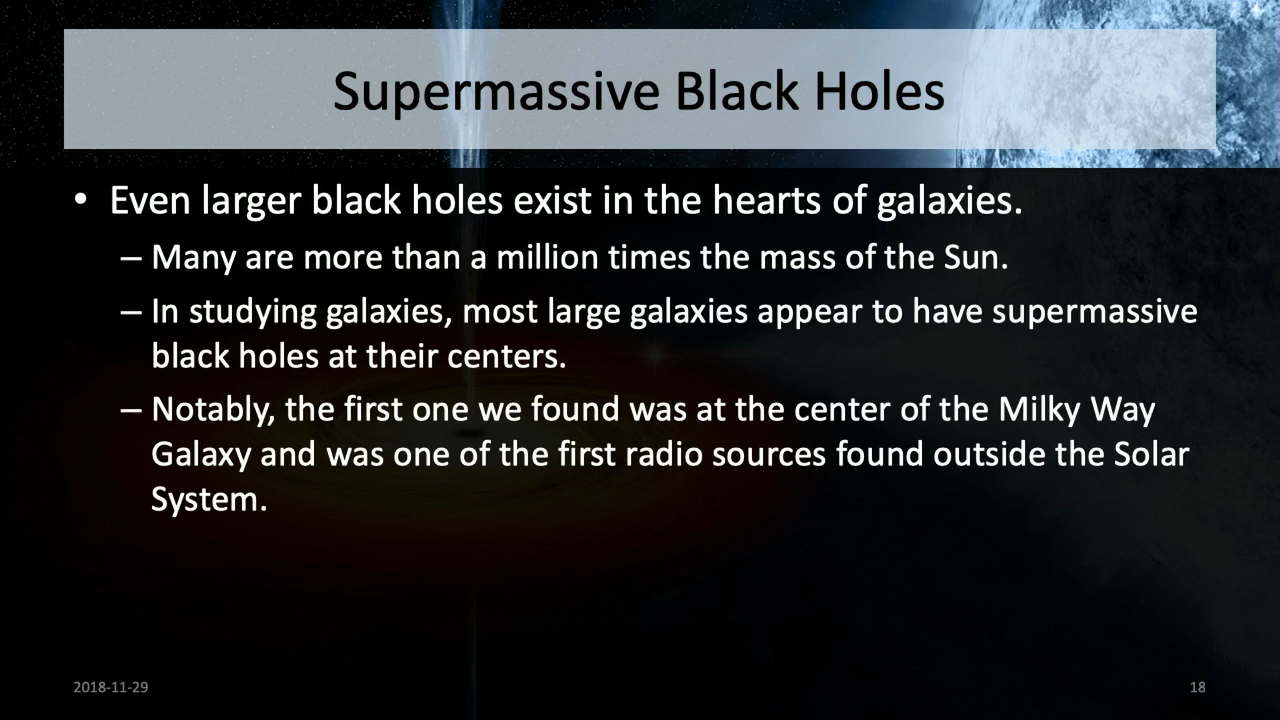 Supermassive Black Holes
• Even larger black holes exist in the hearts of galaxies.
– Many are more than a million times the mass of the Sun.
– In studying galaxies, most large galaxies appear to have supermassive
black holes at their centers.
– Notably, the first one we found was at the center of the Milky Way
Galaxy and was one of the first radio sources found outside the Solar
System.
2018-11-29
18